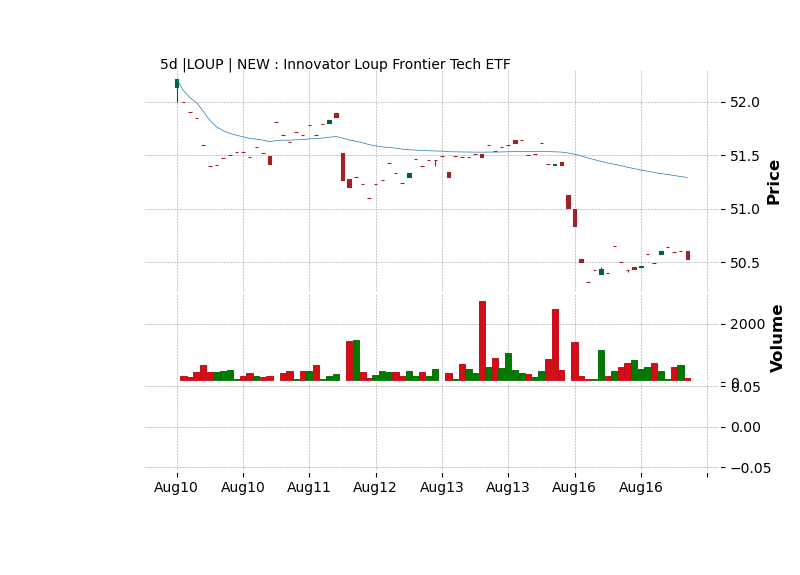 5d |LOUP | NEW : Innovator Loup Frontier Tech ETF
52.0
51.5
51.0
50.5
Price
2000
0
Volume
0.05
0.00
−0.05
Aug10 Aug10 Aug11 Aug12 Aug13 Aug13 Aug16 Aug16